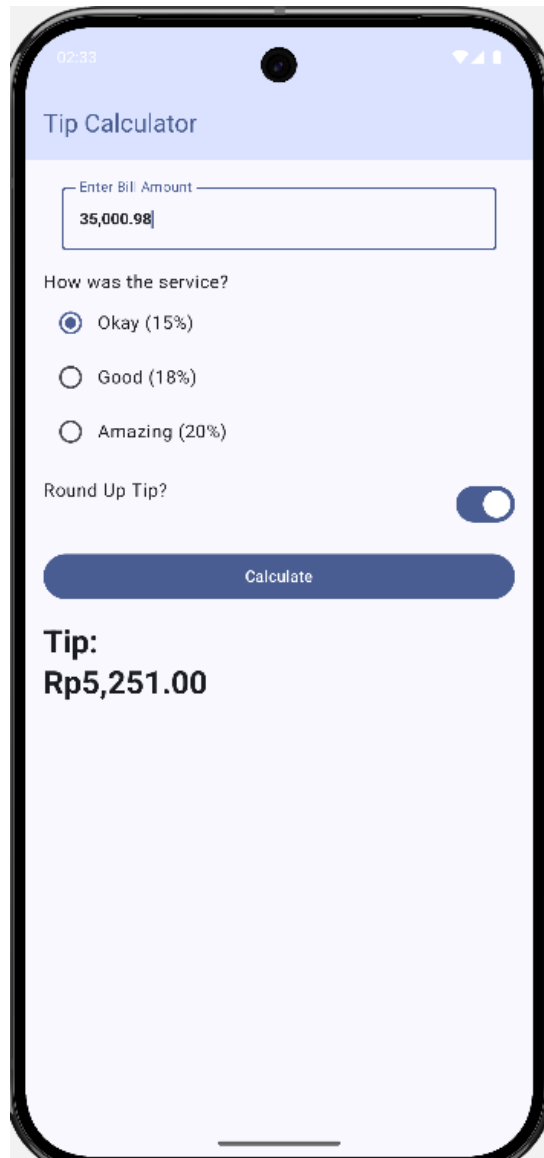 02:33
Tip Calculator
Enter Bill Amount
35,000.98
How was the service?
Okay (15%)
Good (18%)
Amazing (20%)
Round Up Tip?
Calculate
Tip:
Rp5,251.00